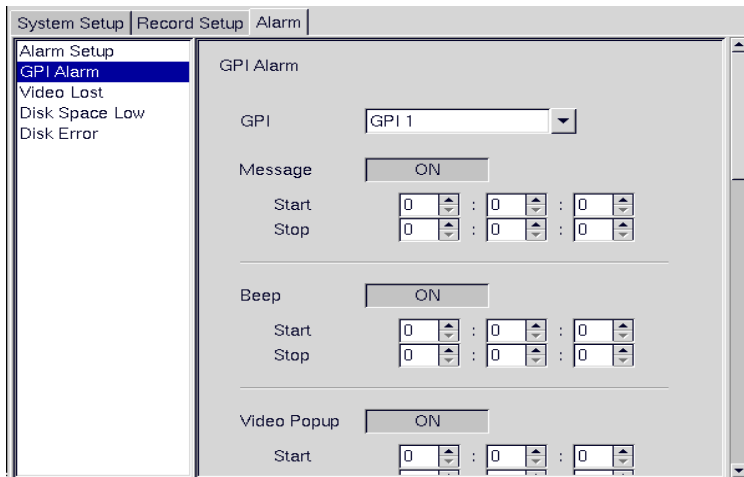 System Setup Record Setup Alarm
Alarm Setup
GPI Alarm
Video Lost
Disk Space Low
Disk Error
GPI Alarm
GPI GPI 1
Message ON
Start 0 : 0 : 0
Stop 0 : 0 : 0
Beep ON
Start 0 : 0 : 0
Stop 0 : 0 : 0
Video Popup ON
Start 0 : 0 : 0